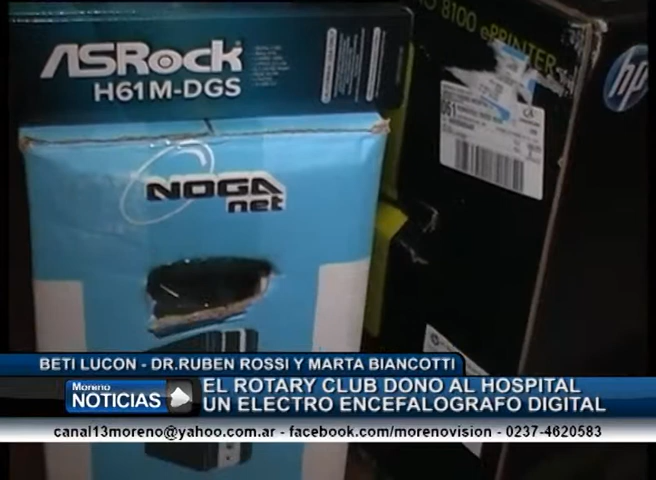 ASRock
H61M-DGS
8100 ePRINTER
hp
NOGA
net
BETI LUCON - DR.RUBEN ROSSI Y MARTA BIANCOTTI
Moreno
NOTICIAS
EL ROTARY CLUB DONO AL HOSPITAL
UN ELECTRO ENCEFALOGRAFO DIGITAL
canal13moreno@yahoo.com.ar - facebook.com/morenovision - 0237-4620583